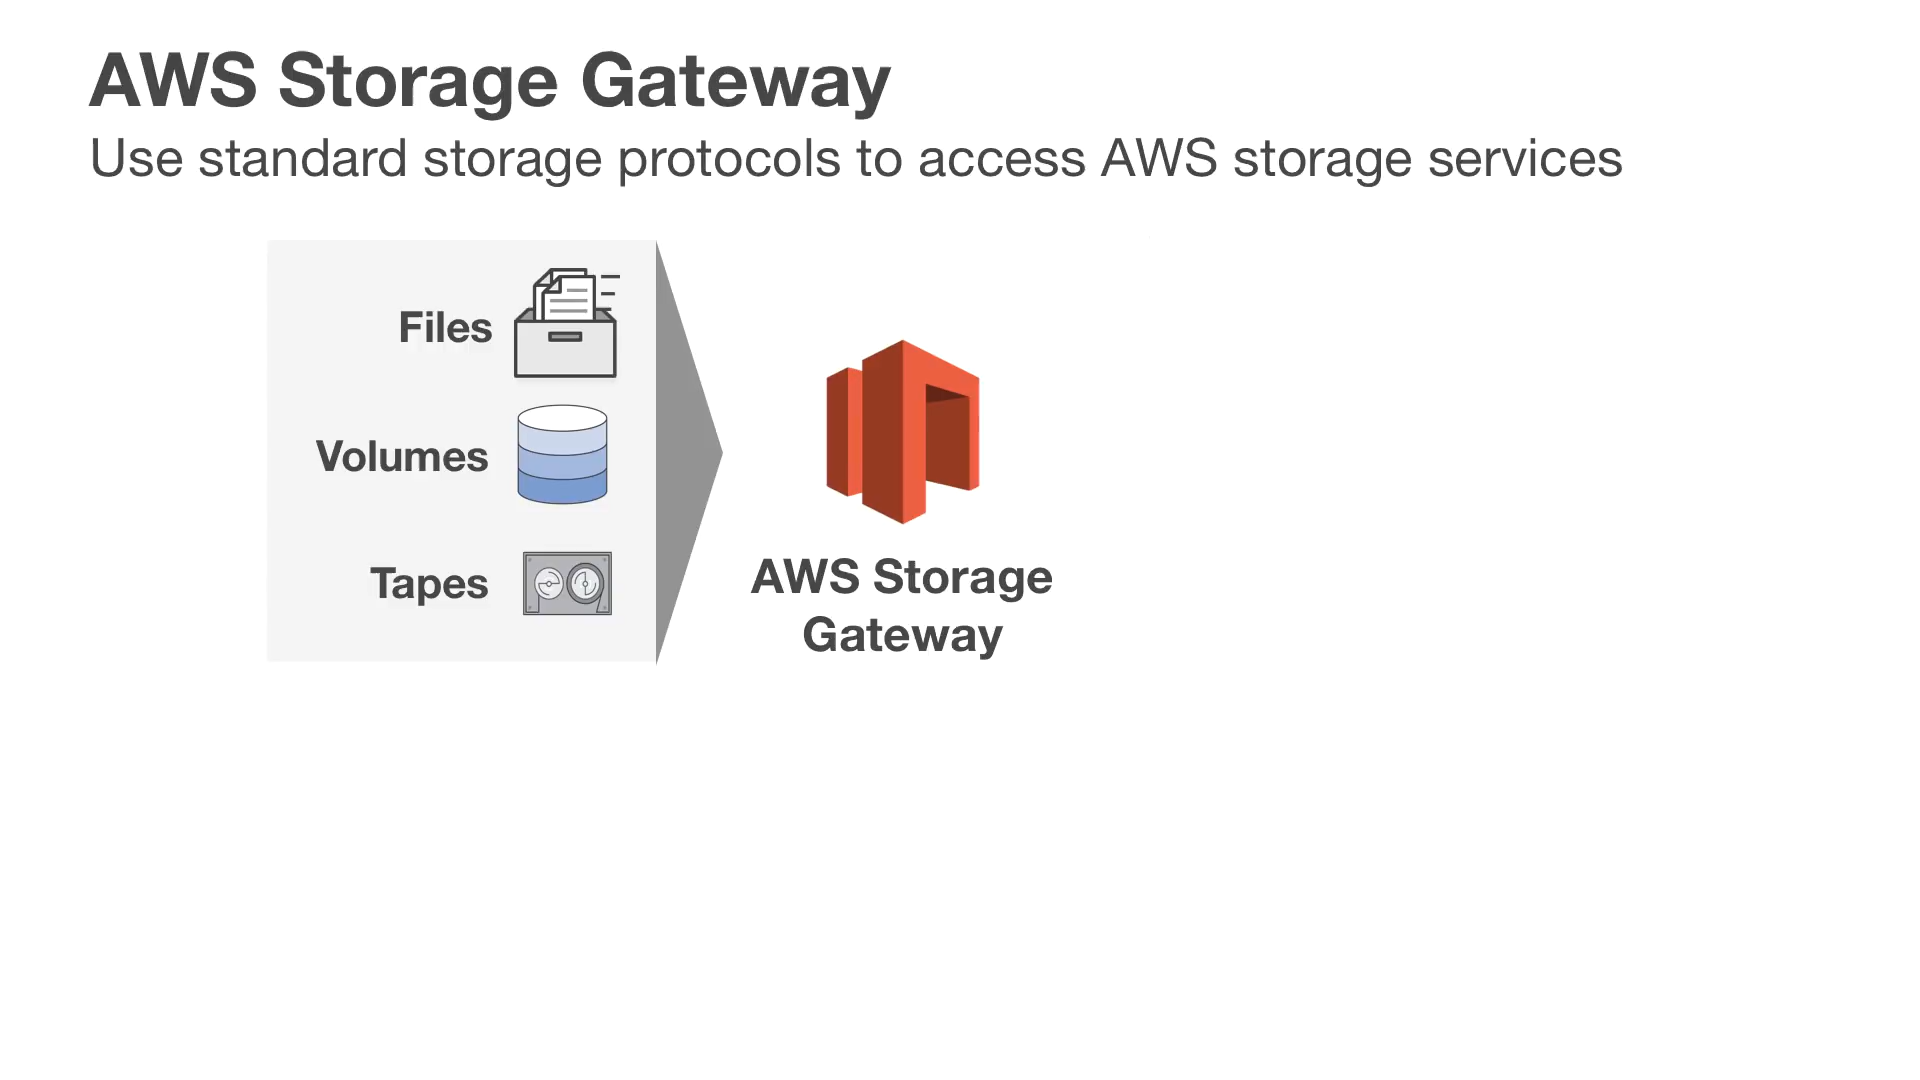 AWS Storage Gateway
Use standard storage protocols to access AWS storage services
Files
Volumes
Tapes
AWS Storage
Gateway